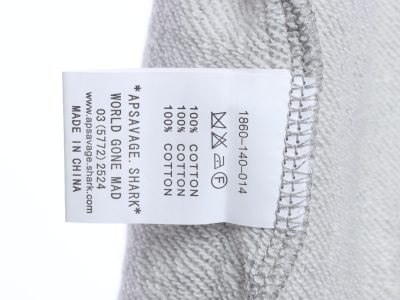 1860-140-014
100% COTTON
100% COTTON
100% COTTON
*APSAVAGE. SHARK*
WORLD GONE MAD
03(5772)2524
www.apsavage.shark.com
MADE IN CHINA